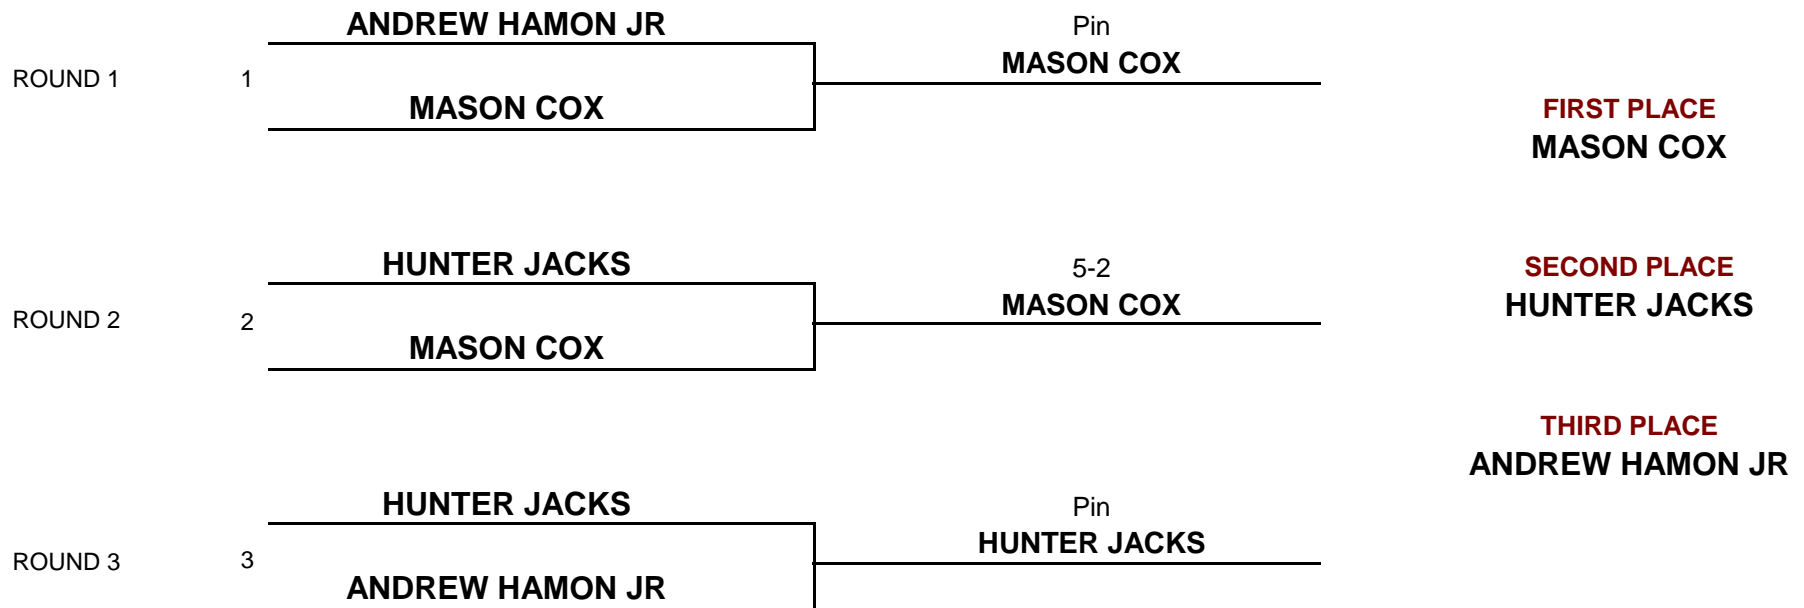 ANDREW HAMON JR
Pin
MASON COX
ROUND 1
1
MASON COX
FIRST PLACE
MASON COX
HUNTER JACKS
5-2
MASON COX
ROUND 2
2
MASON COX
SECOND PLACE
HUNTER JACKS
THIRD PLACE
ANDREW HAMON JR
HUNTER JACKS
Pin
HUNTER JACKS
ROUND 3
3
ANDREW HAMON JR